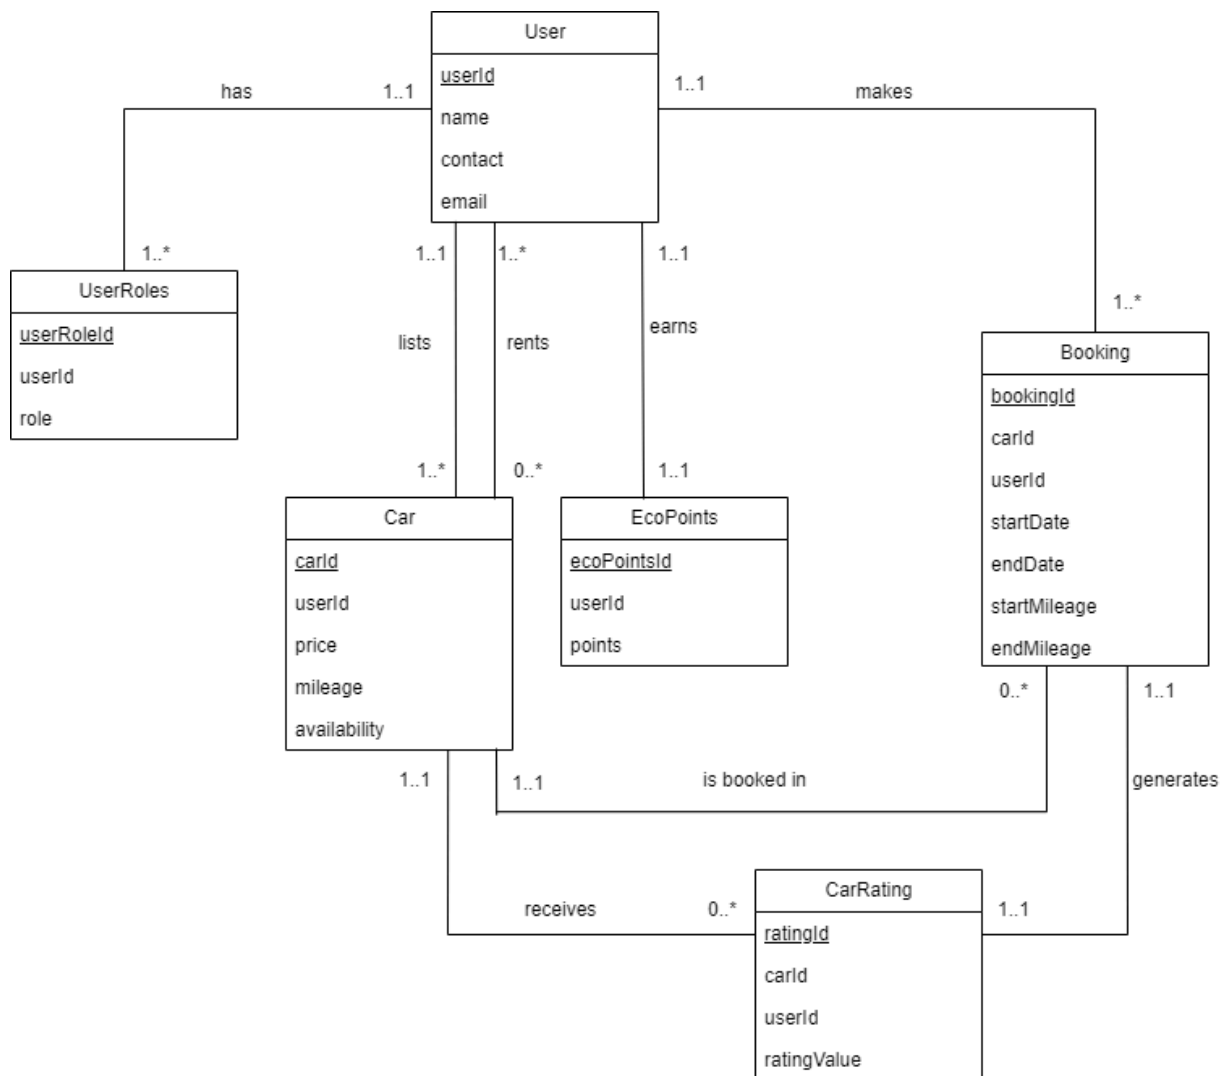 User
userId
name
contact
email
has
1..1
1..1
makes
1..*
1..1
1..*
1..1
1..*
UserRoles
userRoleId
userId
role
lists
rents
earns
Booking
bookingId
carId
userId
startDate
endDate
startMileage
endMileage
1..*
0..*
1..1
Car
carId
userId
price
mileage
availability
EcoPoints
ecoPointsId
userId
points
0..*
1..1
1..1
1..1
is booked in
generates
receives
0..*
1..1
CarRating
ratingId
carId
userId
ratingValue